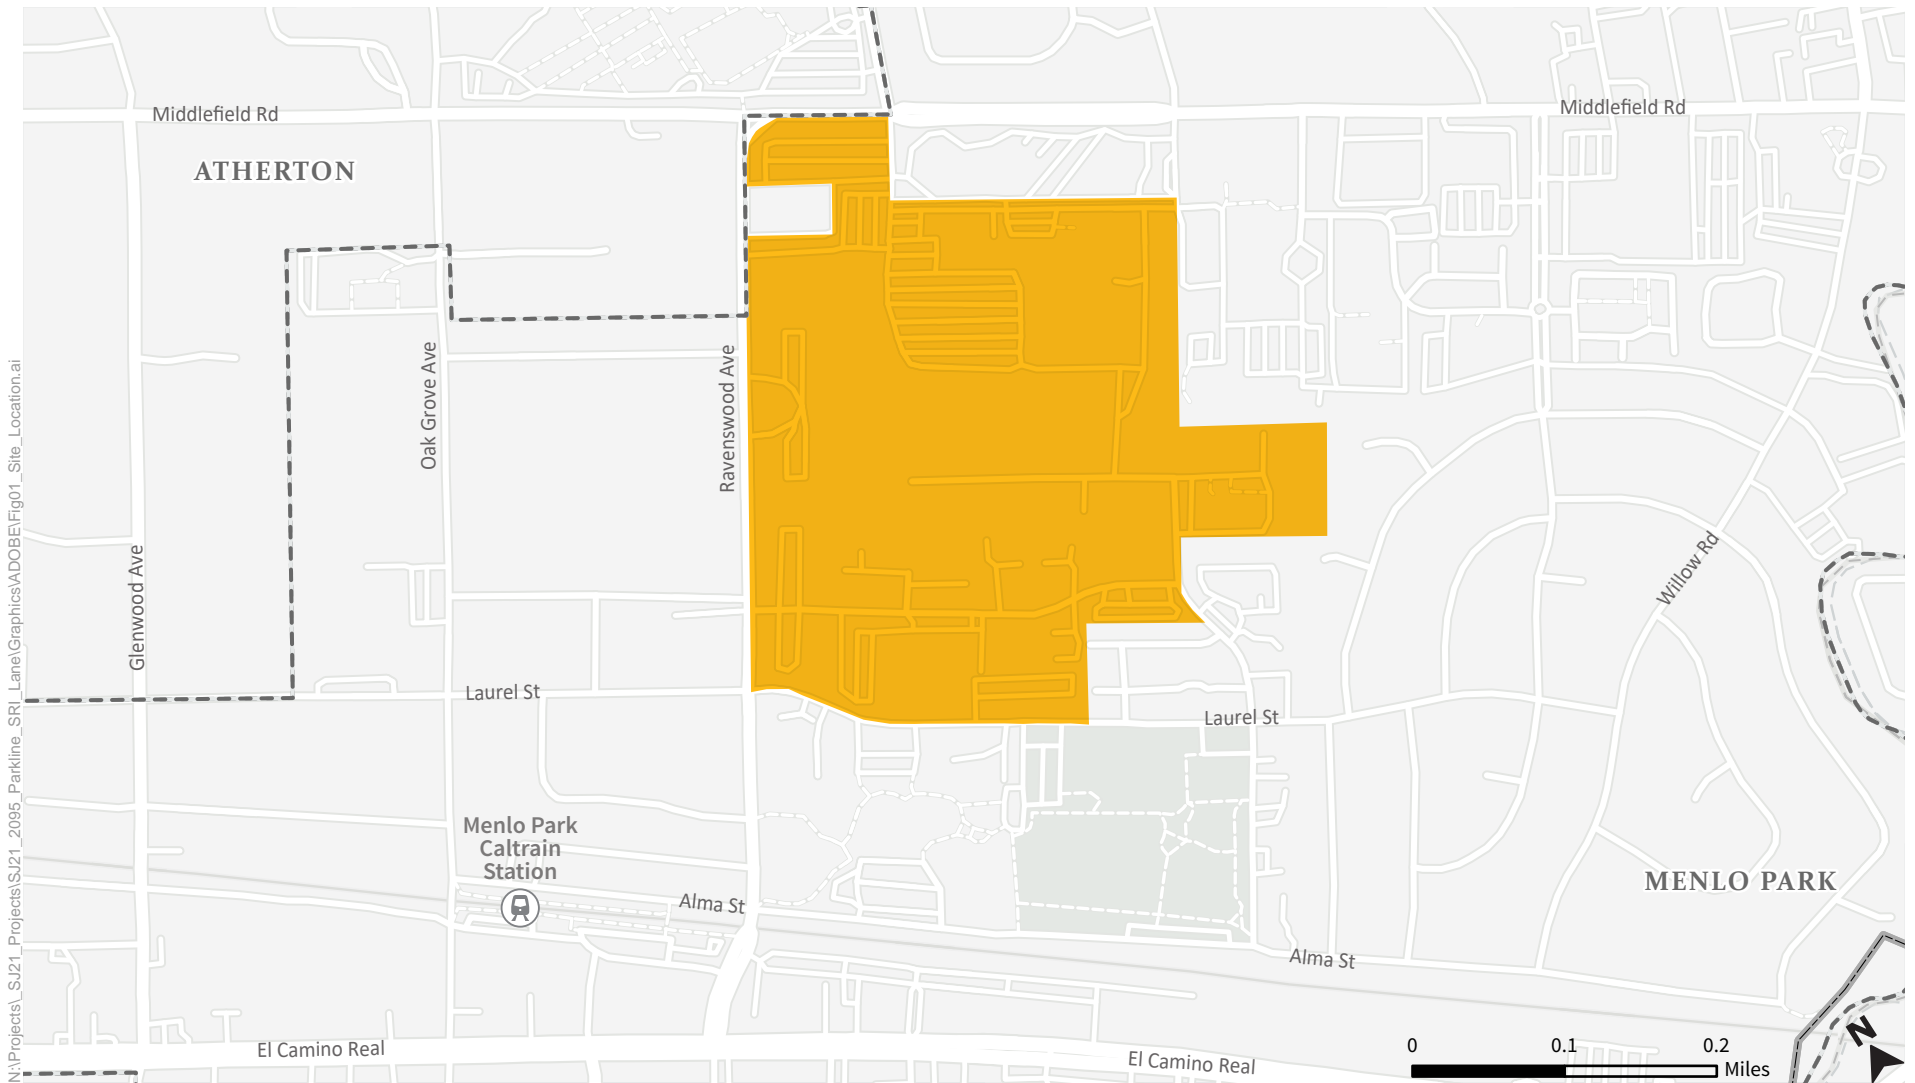 Middlefield Rd
Middlefield Rd
ATHERTON
Oak Grove Ave
Ravenswood Ave
Glenwood Ave
Willow Rd
Laurel St
Laurel St
Menlo Park
Caltrain
Station
MENLO PARK
Alma St
Alma St
El Camino Real
El Camino Real
0 0.1 0.2
Miles
N
N:\Projects\_SJ21_Projects\SJ21_2095_Parkline_SRI_Lane\Graphics\ADOBE\Fig01_Site_Location.ai